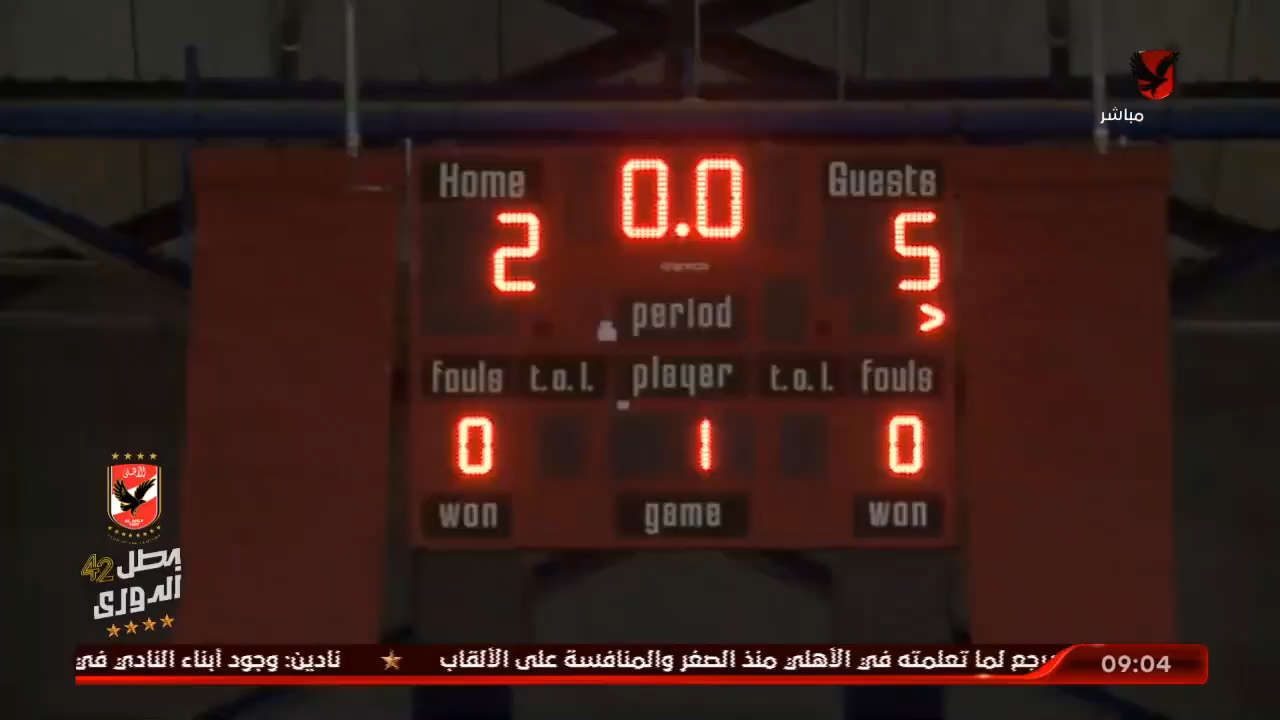 مباشر
Home
0.0
Guests
2
5
>
period
fouls t.o.l. player t.o.l. fouls
0 1 0
won game won
الأهلي
بطل 42
الدوري
لما تعلمته في الأهلي منذ الصغر والمنافسة على الألقاب
نادين: وجود أبناء النادي في
09:04